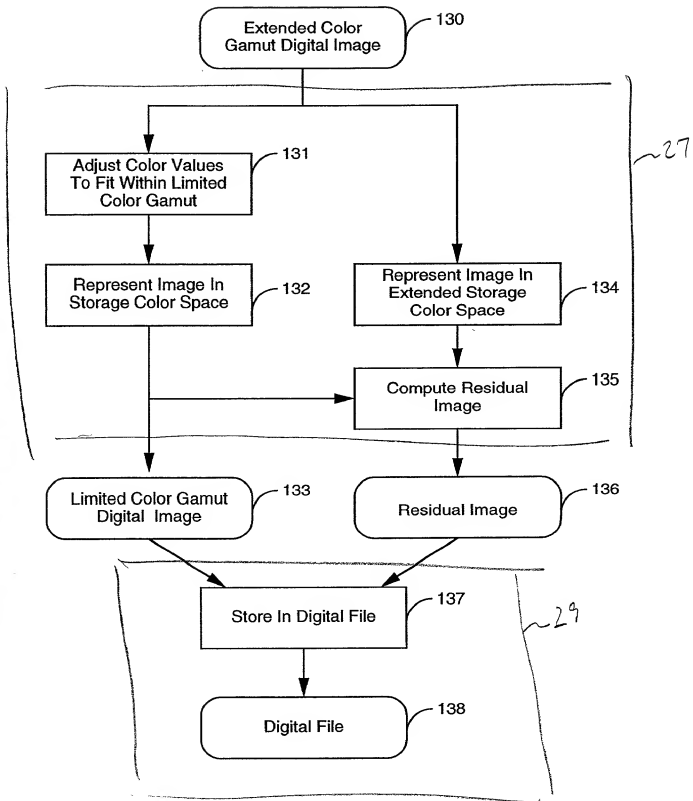 Extended Color
Gamut Digital Image
130
131
Adjust Color Values
To Fit Within Limited
Color Gamut
27
Represent Image In
Storage Color Space
132
Represent Image In
Extended Storage
Color Space
134
Compute Residual
Image
135
Limited Color Gamut
Digital Image
133
Residual Image
136
Store In Digital File
137
29
Digital File
138